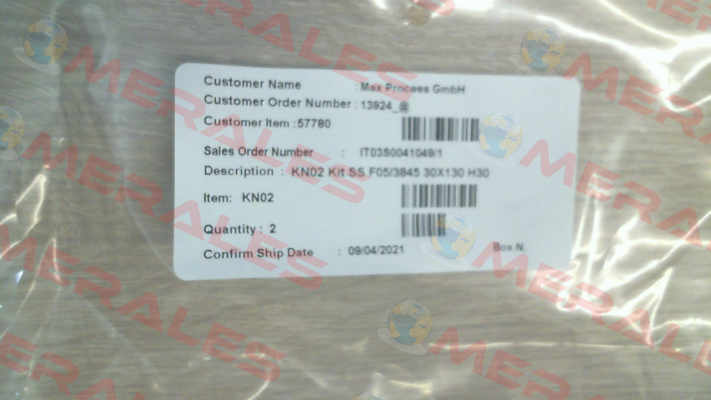 Customer Name : Max Process GmbH
Customer Order Number : 13924_@
Customer Item : 57780
Sales Order Number : IT03S0041049/1
Description : KN02 Kit SS F05/3845 30X130 H30
Item: KN02
Quantity : 2
Confirm Ship Date : 09/04/2021 Box N.
MERALES
MERALES
MERALES
MERALES
MERALES